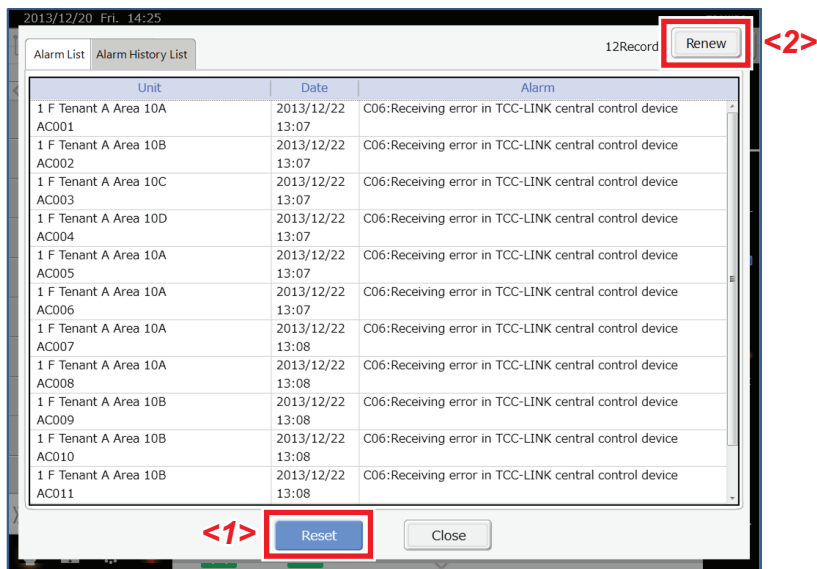 2013/12/20 Fri. 14:25
Alarm List Alarm History List 12Record Renew <2>
Unit Date Alarm
1 F Tenant A Area 10A 2013/12/22 C06:Receiving error in TCC-LINK central control device
AC001 13:07
1 F Tenant A Area 10B 2013/12/22 C06:Receiving error in TCC-LINK central control device
AC002 13:07
1 F Tenant A Area 10C 2013/12/22 C06:Receiving error in TCC-LINK central control device
AC003 13:07
1 F Tenant A Area 10D 2013/12/22 C06:Receiving error in TCC-LINK central control device
AC004 13:07
1 F Tenant A Area 10A 2013/12/22 C06:Receiving error in TCC-LINK central control device
AC005 13:07
1 F Tenant A Area 10A 2013/12/22 C06:Receiving error in TCC-LINK central control device
AC006 13:07
1 F Tenant A Area 10A 2013/12/22 C06:Receiving error in TCC-LINK central control device
AC007 13:08
1 F Tenant A Area 10A 2013/12/22 C06:Receiving error in TCC-LINK central control device
AC008 13:08
1 F Tenant A Area 10B 2013/12/22 C06:Receiving error in TCC-LINK central control device
AC009 13:08
1 F Tenant A Area 10B 2013/12/22 C06:Receiving error in TCC-LINK central control device
AC010 13:08
1 F Tenant A Area 10B 2013/12/22 C06:Receiving error in TCC-LINK central control device
AC011 13:08
<1> Reset Close